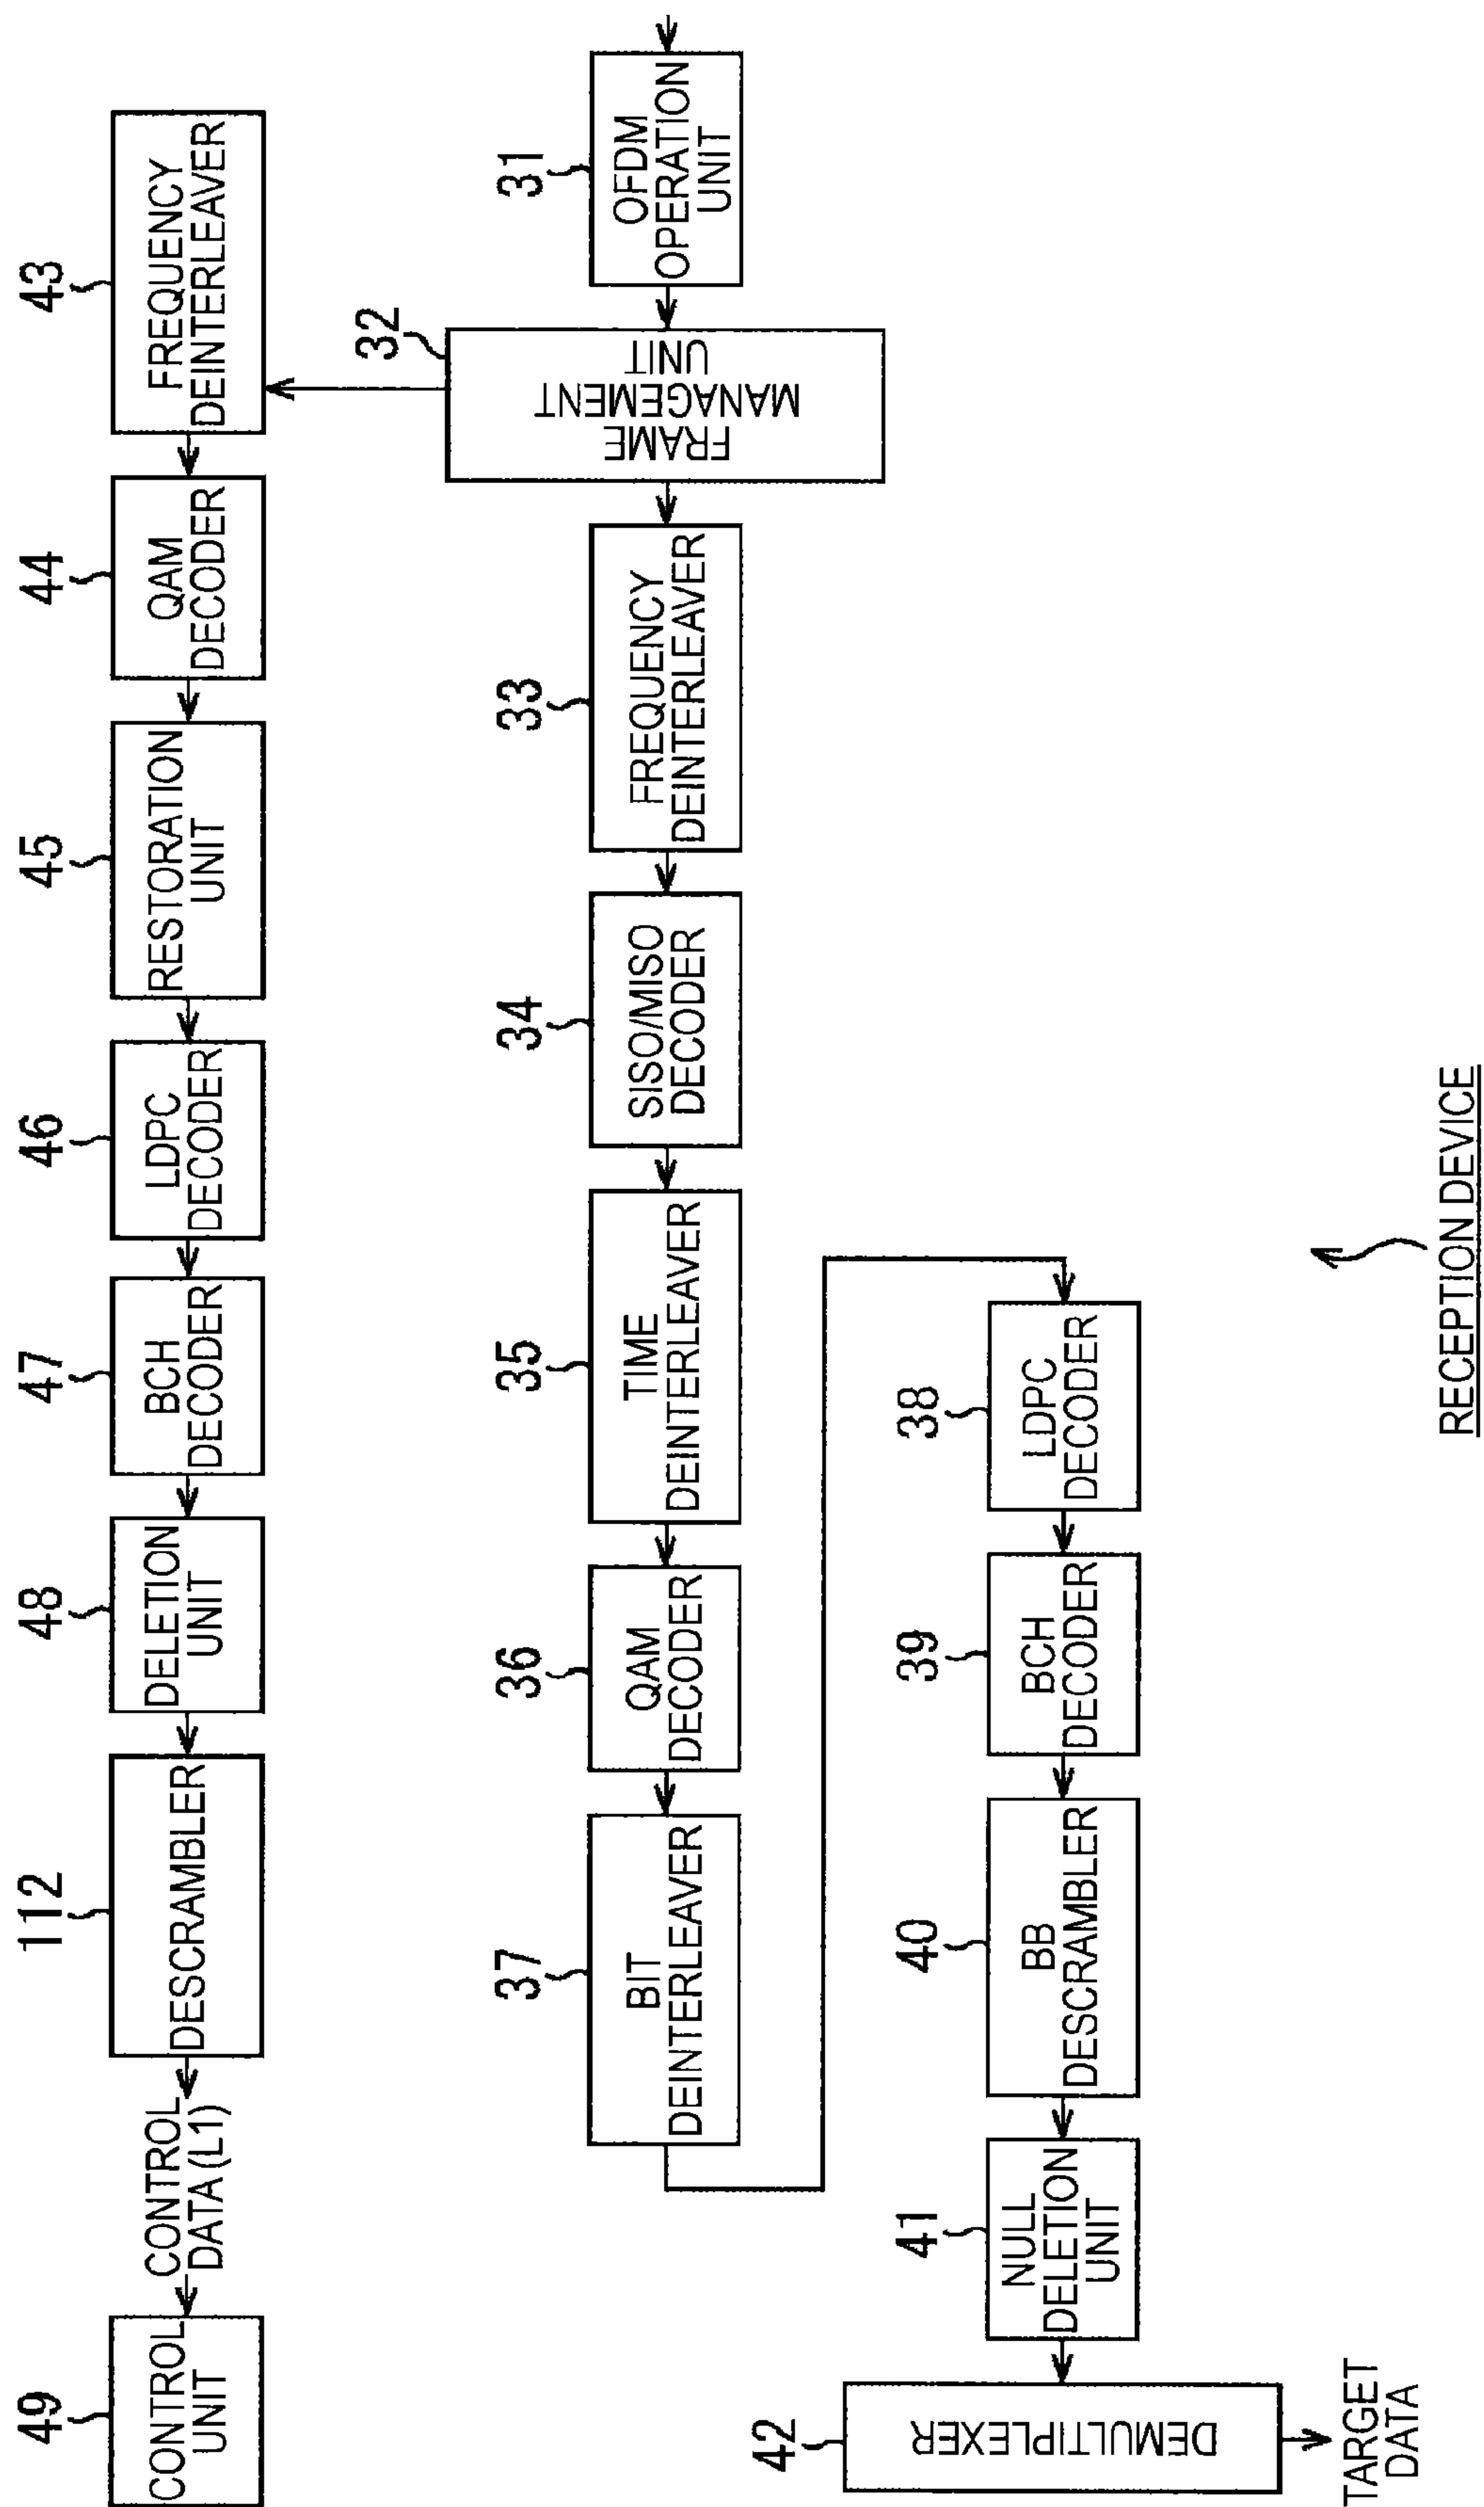 49
CONTROL
UNIT
CONTROL
DATA (L1)
112
DESCRAMBLER
48
DELETION
UNIT
47
BCH
DECODER
46
LDPC
DECODER
45
RESTORATION
UNIT
44
QAM
DECODER
43
FREQUENCY
DEINTERLEAVER
37
BIT
DEINTERLEAVER
36
QAM
DECODER
35
TIME
DEINTERLEAVER
34
SISO/MISO
DECODER
33
FREQUENCY
DEINTERLEAVER
32
FRAME
MANAGEMENT
UNIT
31
OFDM
OPERATION
UNIT
42
DEMULTIPLEXER
TARGET
DATA
41
NULL
DELETION
UNIT
40
BB
DESCRAMBLER
39
BCH
DECODER
38
LDPC
DECODER
RECEPTION DEVICE